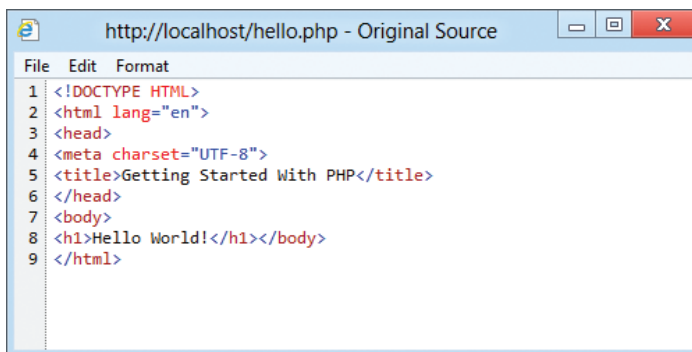 http://localhost/hello.php - Original Source
File Edit Format
1 <!DOCTYPE HTML>
2 <html lang="en">
3 <head>
4 <meta charset="UTF-8">
5 <title>Getting Started With PHP</title>
6 </head>
7 <body>
8 <h1>Hello World!</h1></body>
9 </html>